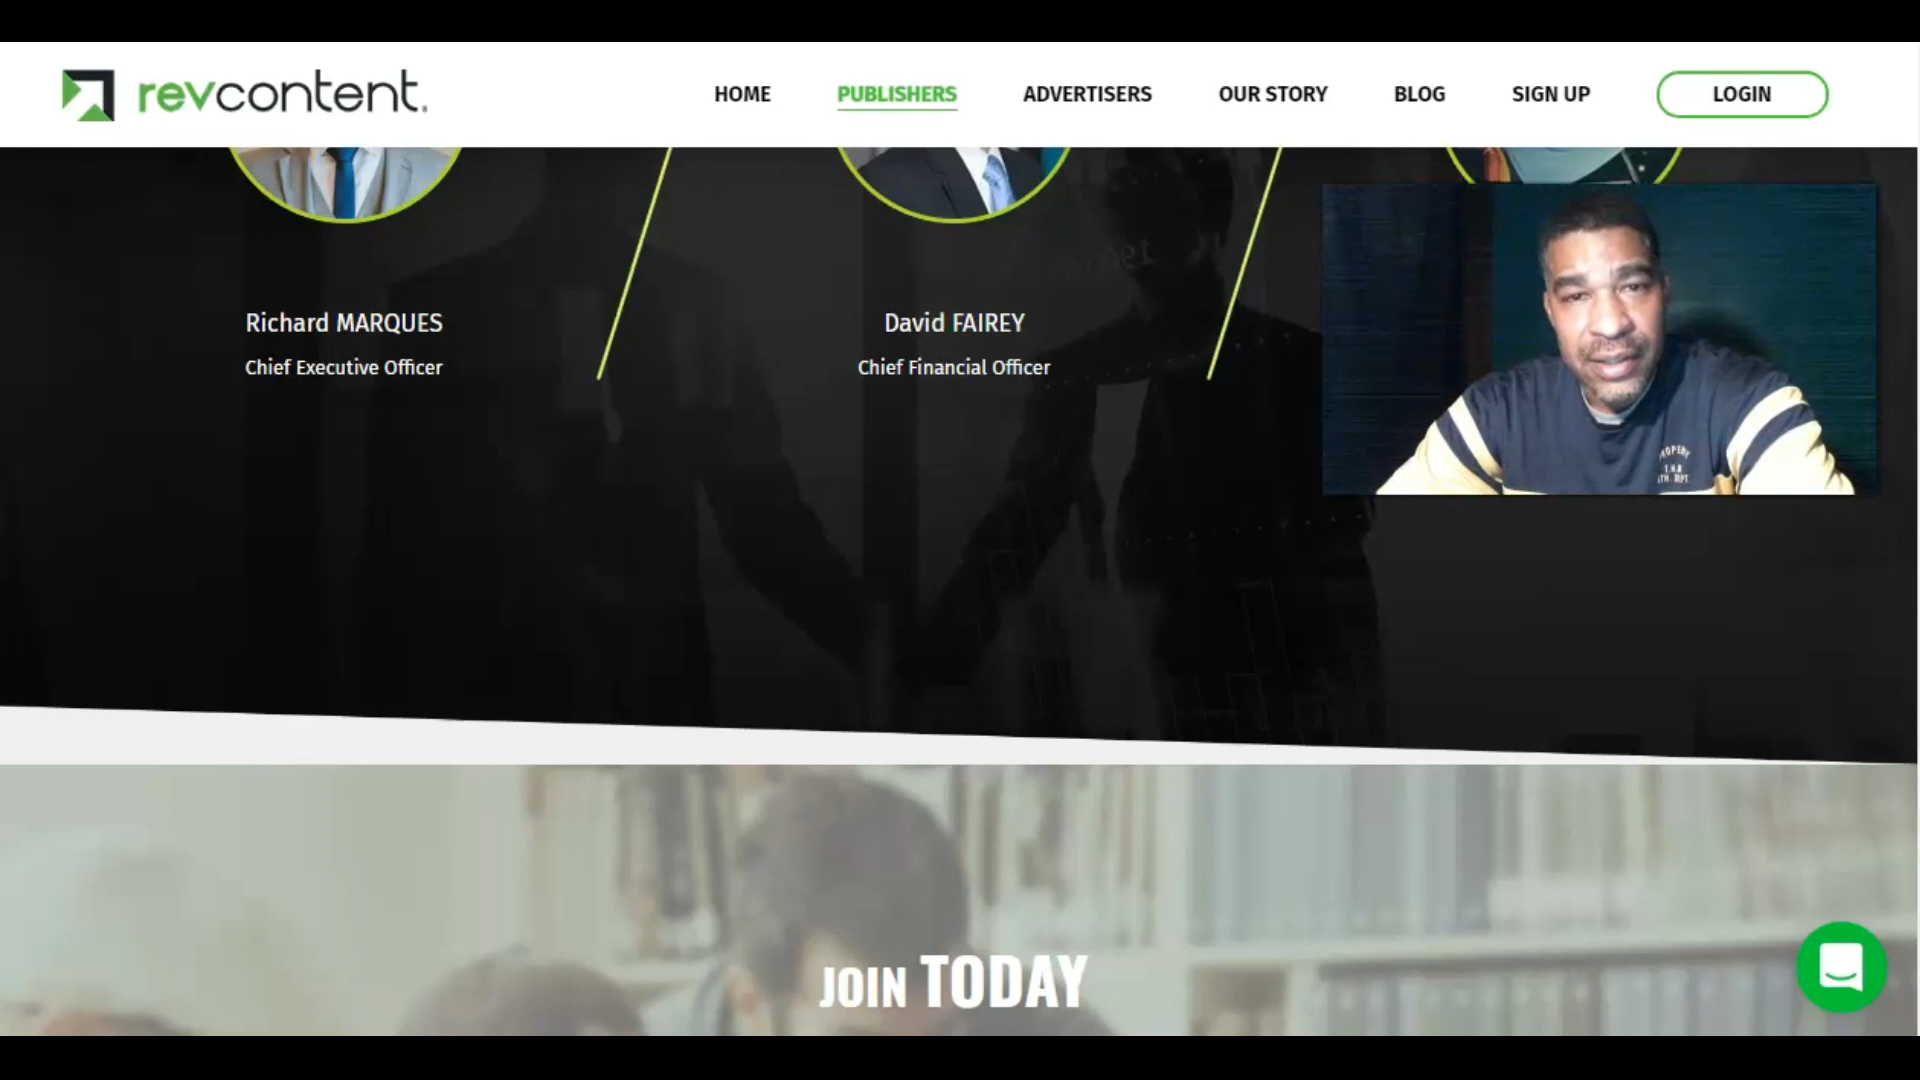 revcontent.
HOME
PUBLISHERS
ADVERTISERS
OUR STORY
BLOG
SIGN UP
LOGIN
Richard MARQUES
Chief Executive Officer
David FAIREY
Chief Financial Officer
JOIN TODAY